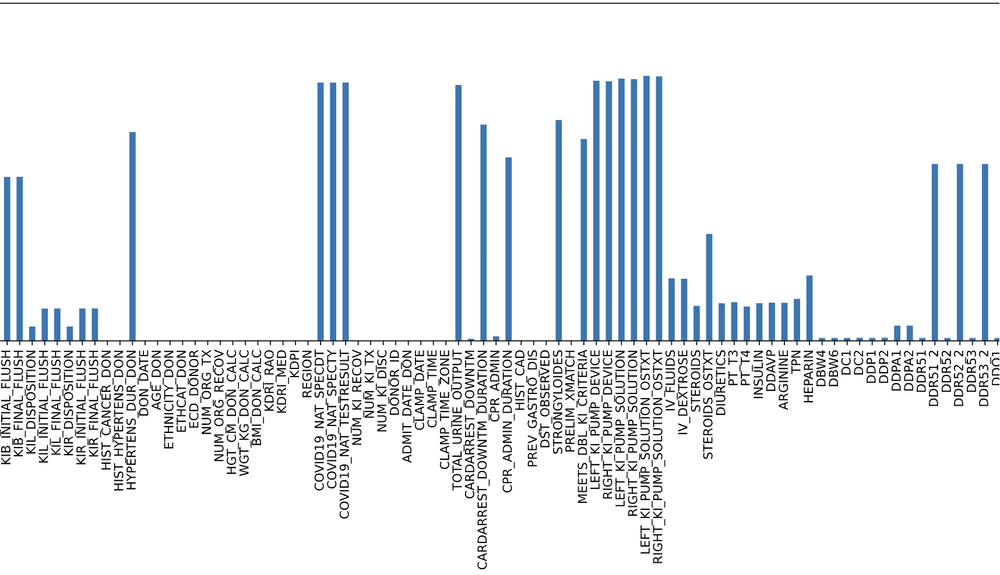 KIB_INITIAL_FLUSH
KIB_FINAL_FLUSH
KIL_DISPOSITION
KIL_INITIAL_FLUSH
KIL_FINAL_FLUSH
KIR_DISPOSITION
KIR_INITIAL_FLUSH
KIR_FINAL_FLUSH
HIST_CANCER_DON
HIST_HYPERTENS_DON
HYPERTENS_DUR_DON
DON_DATE
AGE_DON
ETHNICITY_DON
ETHCAT_DON
ECD_DONOR
NUM_ORG_TX
NUM_ORG_RECOV
HGT_CM_DON_CALC
WGT_KG_DON_CALC
BMI_DON_CALC
KDRI_RAO
KDRI_MED
KDPI
REGION
COVID19_NAT_SPECDT
COVID19_NAT_SPECTY
COVID19_NAT_TESTRESULT
NUM_KI_RECOV
NUM_KI_TX
NUM_KI_DISC
DONOR_ID
ADMIT_DATE_DON
CLAMP_DATE
CLAMP_TIME
CLAMP_TIME_ZONE
TOTAL_URINE_OUTPUT
CARDARREST_DOWNTM
CARDARREST_DOWNTM_DURATION
CPR_ADMIN
CPR_ADMIN_DURATION
HIST_CAD
PREV_GASTRO_DIS
DST_OBSERVED
STRONGYLOIDES
PRELIM_XMATCH
MEETS_DBL_KI_CRITERIA
LEFT_KI_PUMP_DEVICE
RIGHT_KI_PUMP_DEVICE
LEFT_KI_PUMP_SOLUTION
RIGHT_KI_PUMP_SOLUTION
LEFT_KI_PUMP_SOLUTION_OSTXT
RIGHT_KI_PUMP_SOLUTION_OSTXT
IV_FLUIDS
IV_DEXTROSE
STEROIDS
STEROIDS_OSTXT
DIURETICS
PT_T3
PT_T4
INSULIN
DDAVP
ARGININE
TPN
HEPARIN
DBW4
DBW6
DC1
DC2
DDP1
DDP2
DDPA1
DDPA2
DDR51
DDR51_2
DDR52
DDR52_2
DDR53
DDR53_2